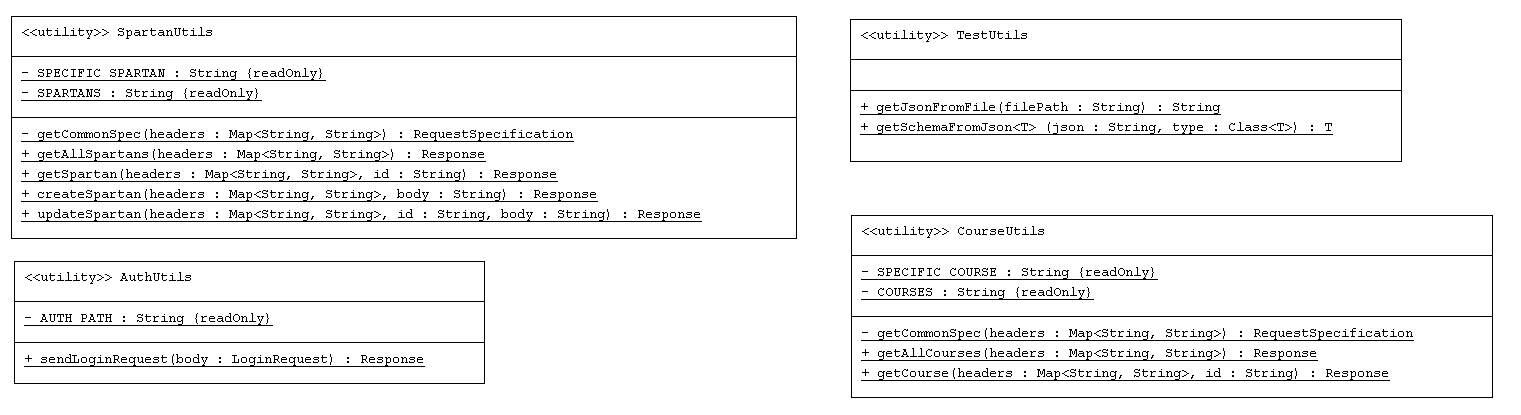 <<utility>> SpartanUtils
- SPECIFIC_SPARTAN : String {readOnly}
- SPARTANS : String {readOnly}
- getCommonSpec(headers : Map<String, String>) : RequestSpecification
+ getAllSpartans(headers : Map<String, String>) : Response
+ getSpartan(headers : Map<String, String>, id : String) : Response
+ createSpartan(headers : Map<String, String>, body : String) : Response
+ updateSpartan(headers : Map<String, String>, id : String, body : String) : Response
<<utility>> AuthUtils
- AUTH_PATH : String {readOnly}
+ sendLoginRequest(body : LoginRequest) : Response
<<utility>> TestUtils
+ getJsonFromFile(filePath : String) : String
+ getSchemaFromJson<T> (json : String, type : Class<T>) : T
<<utility>> CourseUtils
- SPECIFIC_COURSE : String {readOnly}
- COURSES : String {readOnly}
- getCommonSpec(headers : Map<String, String>) : RequestSpecification
+ getAllCourses(headers : Map<String, String>) : Response
+ getCourse(headers : Map<String, String>, id : String) : Response